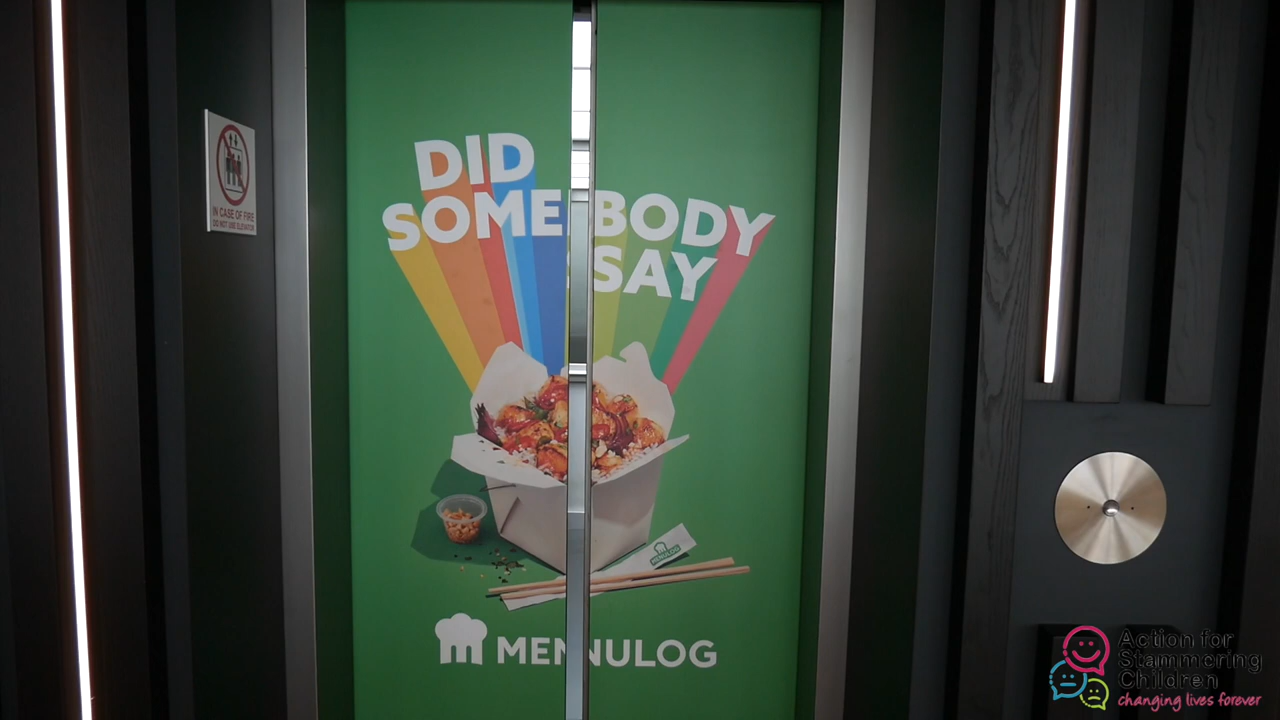 DID
SOMEBODY
SAY
MENULOG
MENULOG
IN CASE OF FIRE
DO NOT USE ELEVATOR
Action for
Stammering
Children
changing lives forever